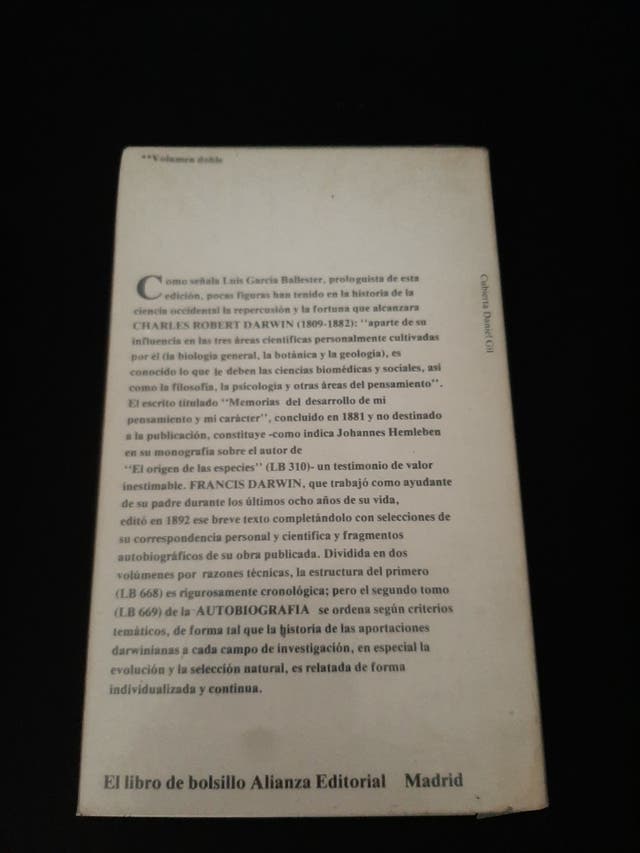 **Volumen doble
Como señala Luis García Ballester, prologuista de esta
edición, pocas figuras han tenido en la historia de la
ciencia occidental la repercusión y la fortuna que alcanzara
CHARLES ROBERT DARWIN (1809-1882): "aparte de su
influencia en las tres áreas científicas personalmente cultivadas
por él (la biología general, la botánica y la geología), es
conocido lo que le deben las ciencias biomédicas y sociales, así
como la filosofía, la psicología y otras áreas del pensamiento".
El escrito titulado "Memorias del desarrollo de mi
pensamiento y mi carácter", concluido en 1881 y no destinado
a la publicación, constituye -como indica Johannes Hemleben
en su monografía sobre el autor de
"El origen de las especies" (LB 310)- un testimonio de valor
inestimable. FRANCIS DARWIN, que trabajó como ayudante
de su padre durante los últimos ocho años de su vida,
editó en 1892 ese breve texto completándolo con selecciones de
su correspondencia personal y científica y fragmentos
autobiográficos de su obra publicada. Dividida en dos
volúmenes por razones técnicas, la estructura del primero
(LB 668) es rigurosamente cronológica; pero el segundo tomo
(LB 669) de la AUTOBIOGRAFIA se ordena según criterios
temáticos, de forma tal que la historia de las aportaciones
darwinianas a cada campo de investigación, en especial la
evolución y la selección natural, es relatada de forma
individualizada y continua.
El libro de bolsillo Alianza Editorial Madrid
Cubierta Daniel Gil